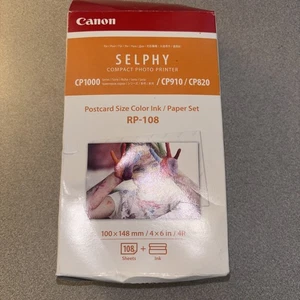 Canon
SELPHY
COMPACT PHOTO PRINTER
CP1000 /CP910/CP820
Postcard Size Color Ink / Paper Set
RP-108
100 x 148 mm / 4 x 6 in / 4R
108 +
Sheets Ink